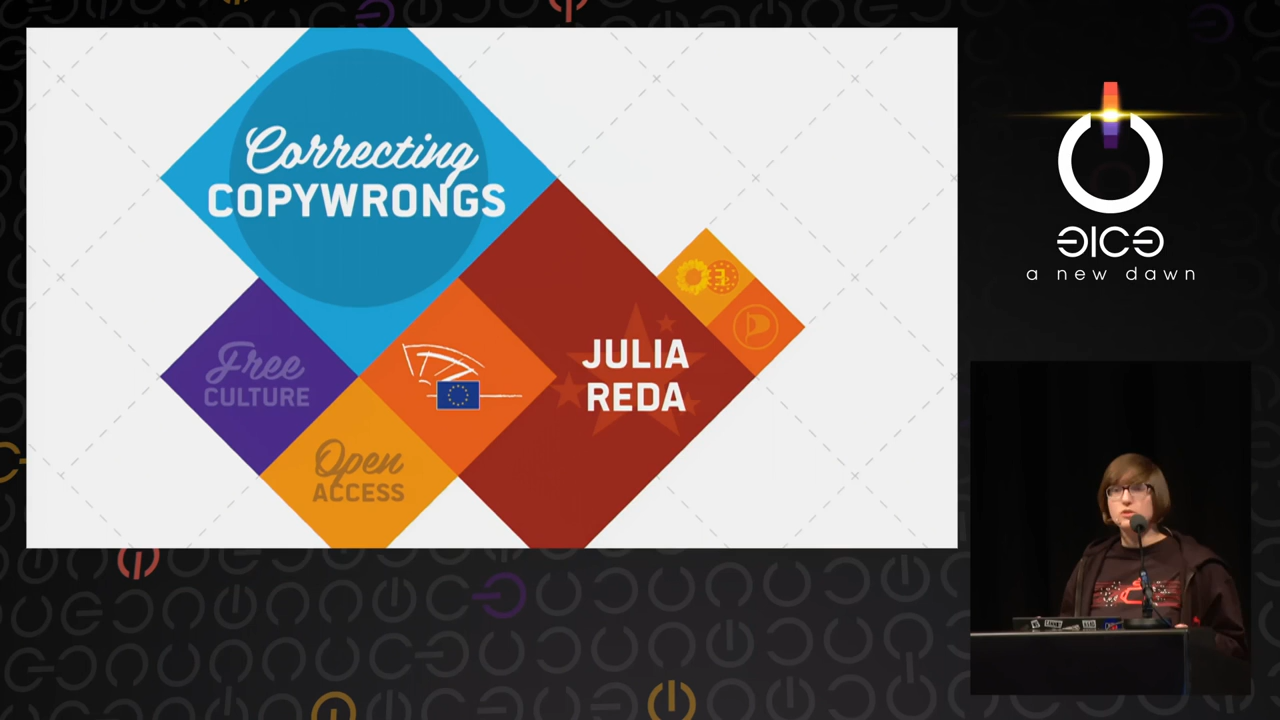 Correcting
COPYWRONGS
Free
CULTURE
Open
ACCESS
JULIA
REDA
a new dawn